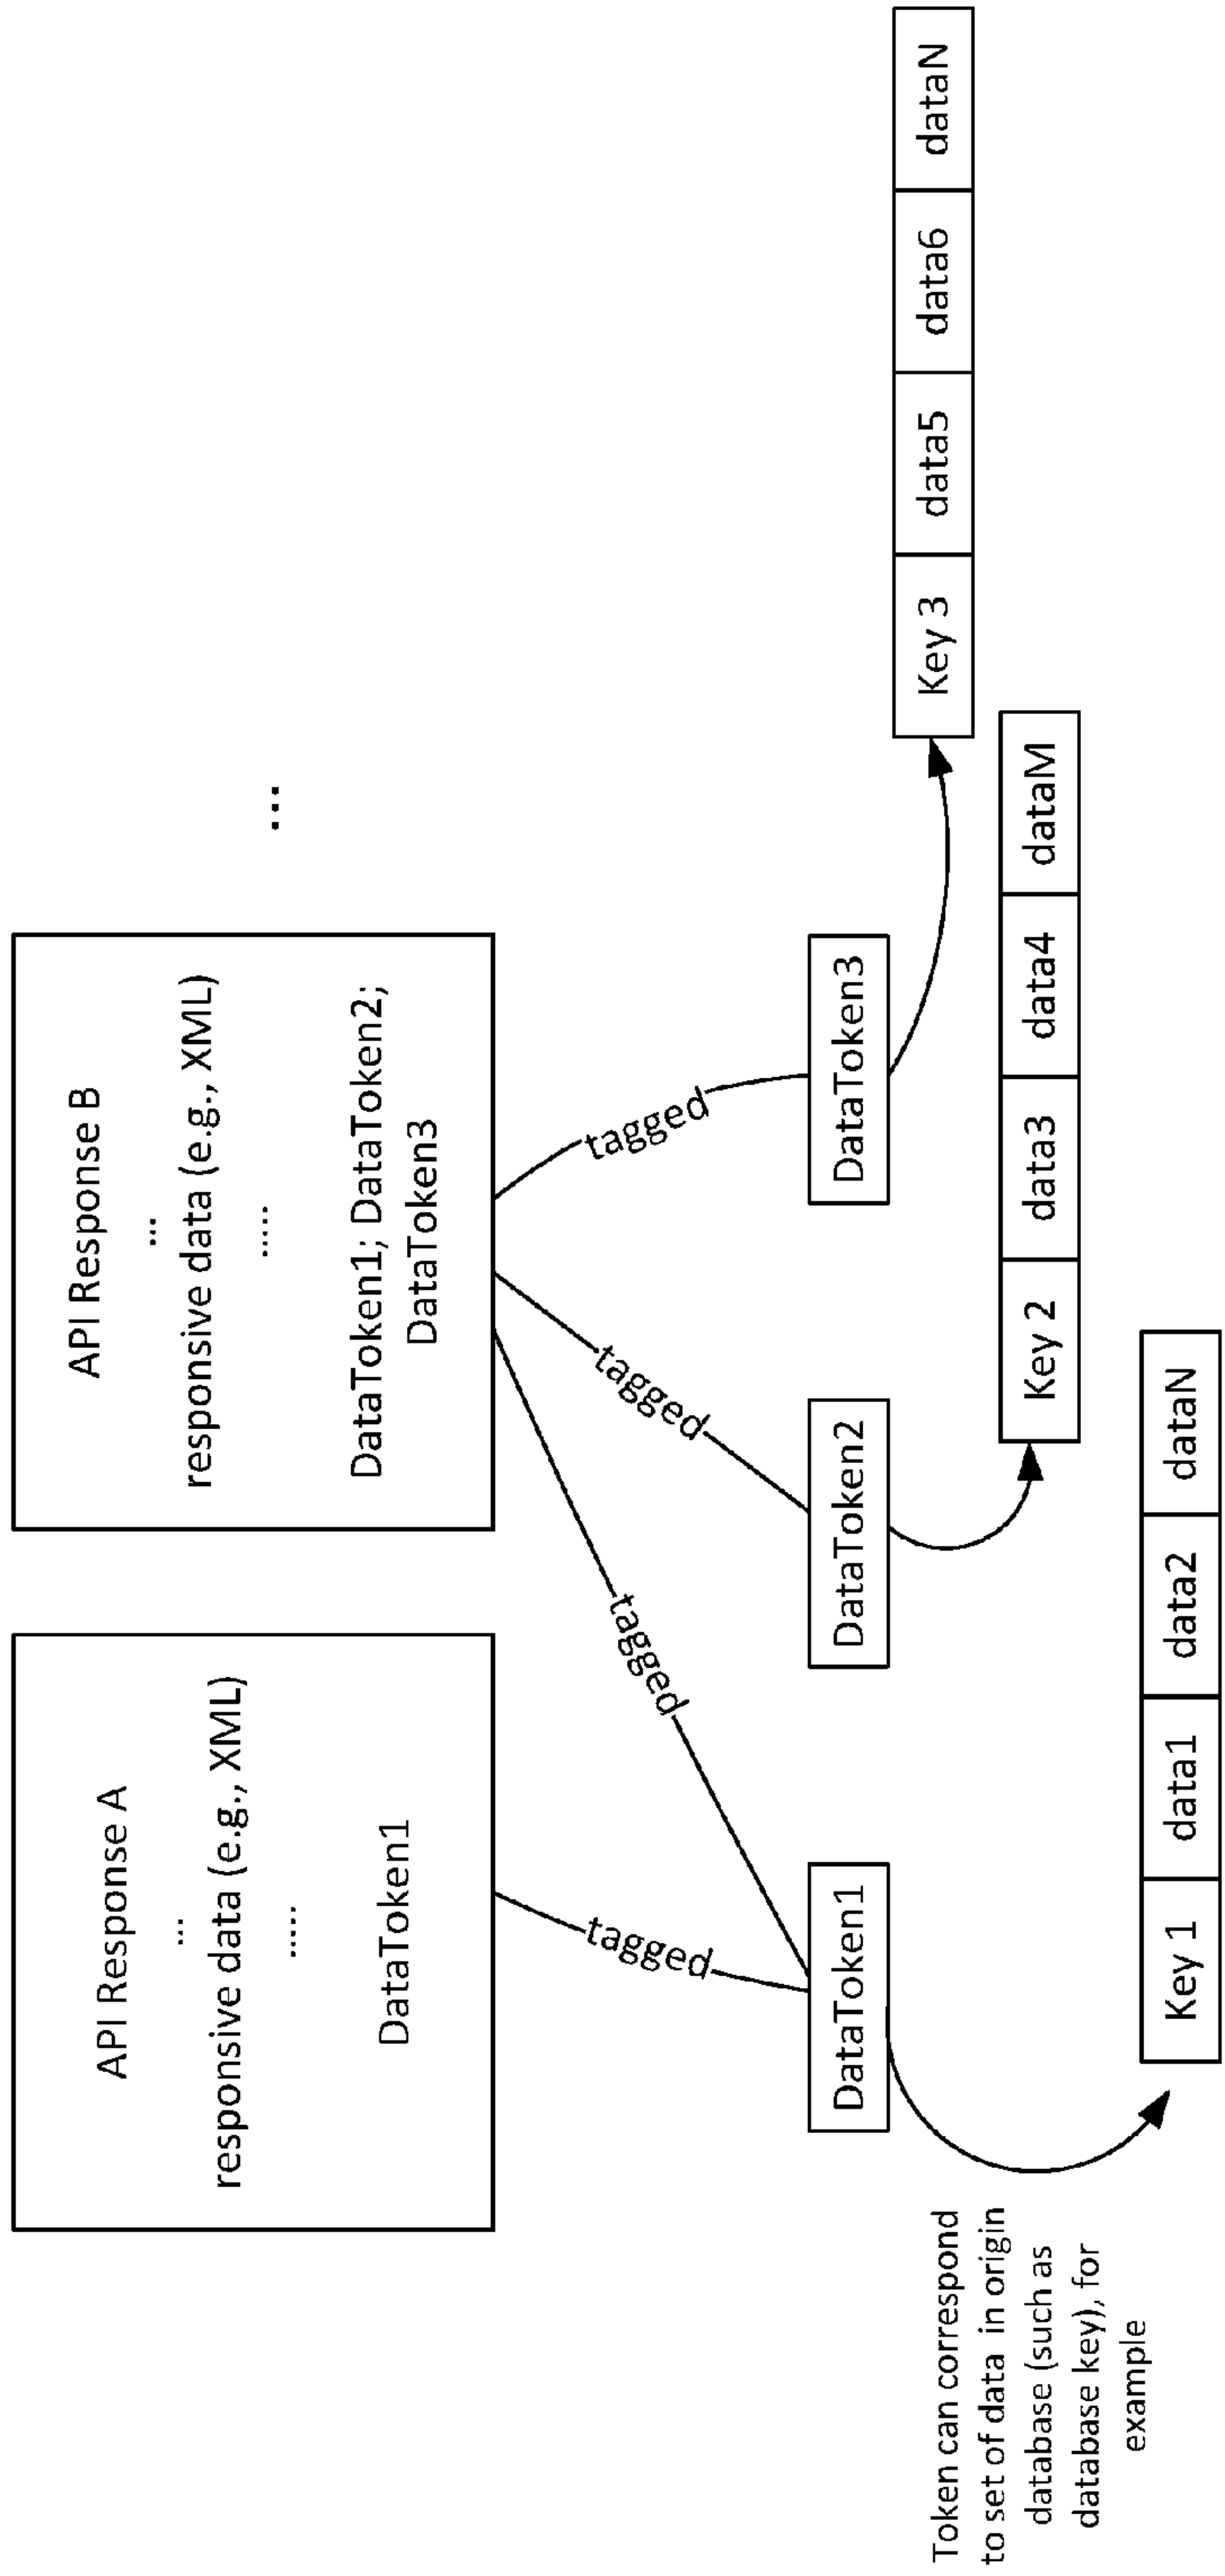 API Response A
...
responsive data (e.g., XML)
.....
DataToken1
API Response B
...
responsive data (e.g., XML)
.....
DataToken1; DataToken2;
DataToken3
...
tagged
tagged
tagged
tagged
DataToken1
DataToken2
DataToken3
Key 3 data5 data6 dataN
Key 2 data3 data4 dataM
Key 1 data1 data2 dataN
Token can correspond
to set of data in origin
database (such as
database key), for
example